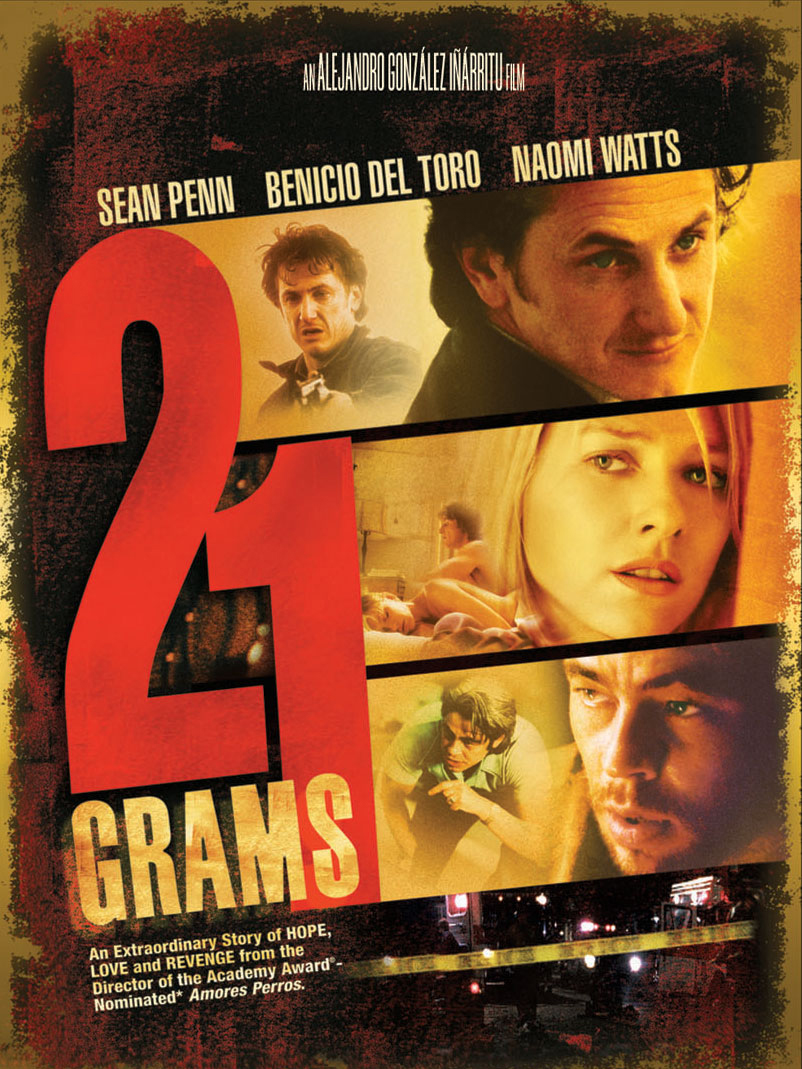 AN ALEJANDRO GONZÁLEZ IÑÁRRITU FILM
SEAN PENN BENICIO DEL TORO NAOMI WATTS
21
GRAMS
An Extraordinary Story of HOPE,
LOVE and REVENGE from the
Director of the Academy Award®-
Nominated* Amores Perros.